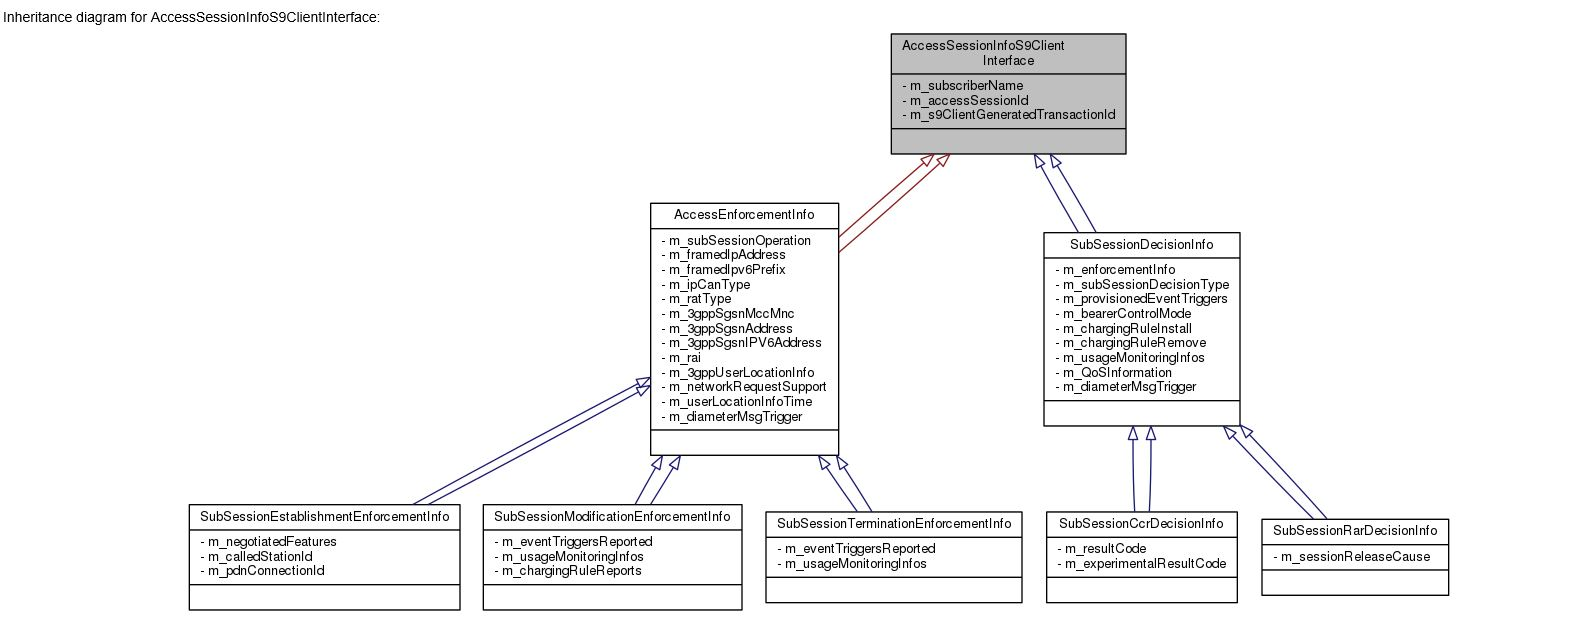 Inheritance diagram for AccessSessionInfoS9ClientInterface:
AccessSessionInfoS9Client
Interface
- m_subscriberName
- m_accessSessionId
- m_s9ClientGeneratedTransactionId
AccessEnforcementInfo
- m_subSessionOperation
- m_framedIpAddress
- m_framedIpv6Prefix
- m_ipCanType
- m_ratType
- m_3gppSgsnMccMnc
- m_3gppSgsnAddress
- m_3gppSgsnIPV6Address
- m_rai
- m_3gppUserLocationInfo
- m_networkRequestSupport
- m_userLocationInfoTime
- m_diameterMsgTrigger
SubSessionDecisionInfo
- m_enforcementInfo
- m_subSessionDecisionType
- m_provisionedEventTriggers
- m_bearerControlMode
- m_chargingRuleInstall
- m_chargingRuleRemove
- m_usageMonitoringInfos
- m_QoSInformation
- m_diameterMsgTrigger
SubSessionEstablishmentEnforcementInfo
- m_negotiatedFeatures
- m_calledStationId
- m_pdnConnectionId
SubSessionModificationEnforcementInfo
- m_eventTriggersReported
- m_usageMonitoringInfos
- m_chargingRuleReports
SubSessionTerminationEnforcementInfo
- m_eventTriggersReported
- m_usageMonitoringInfos
SubSessionCcrDecisionInfo
- m_resultCode
- m_experimentalResultCode
SubSessionRarDecisionInfo
- m_sessionReleaseCause